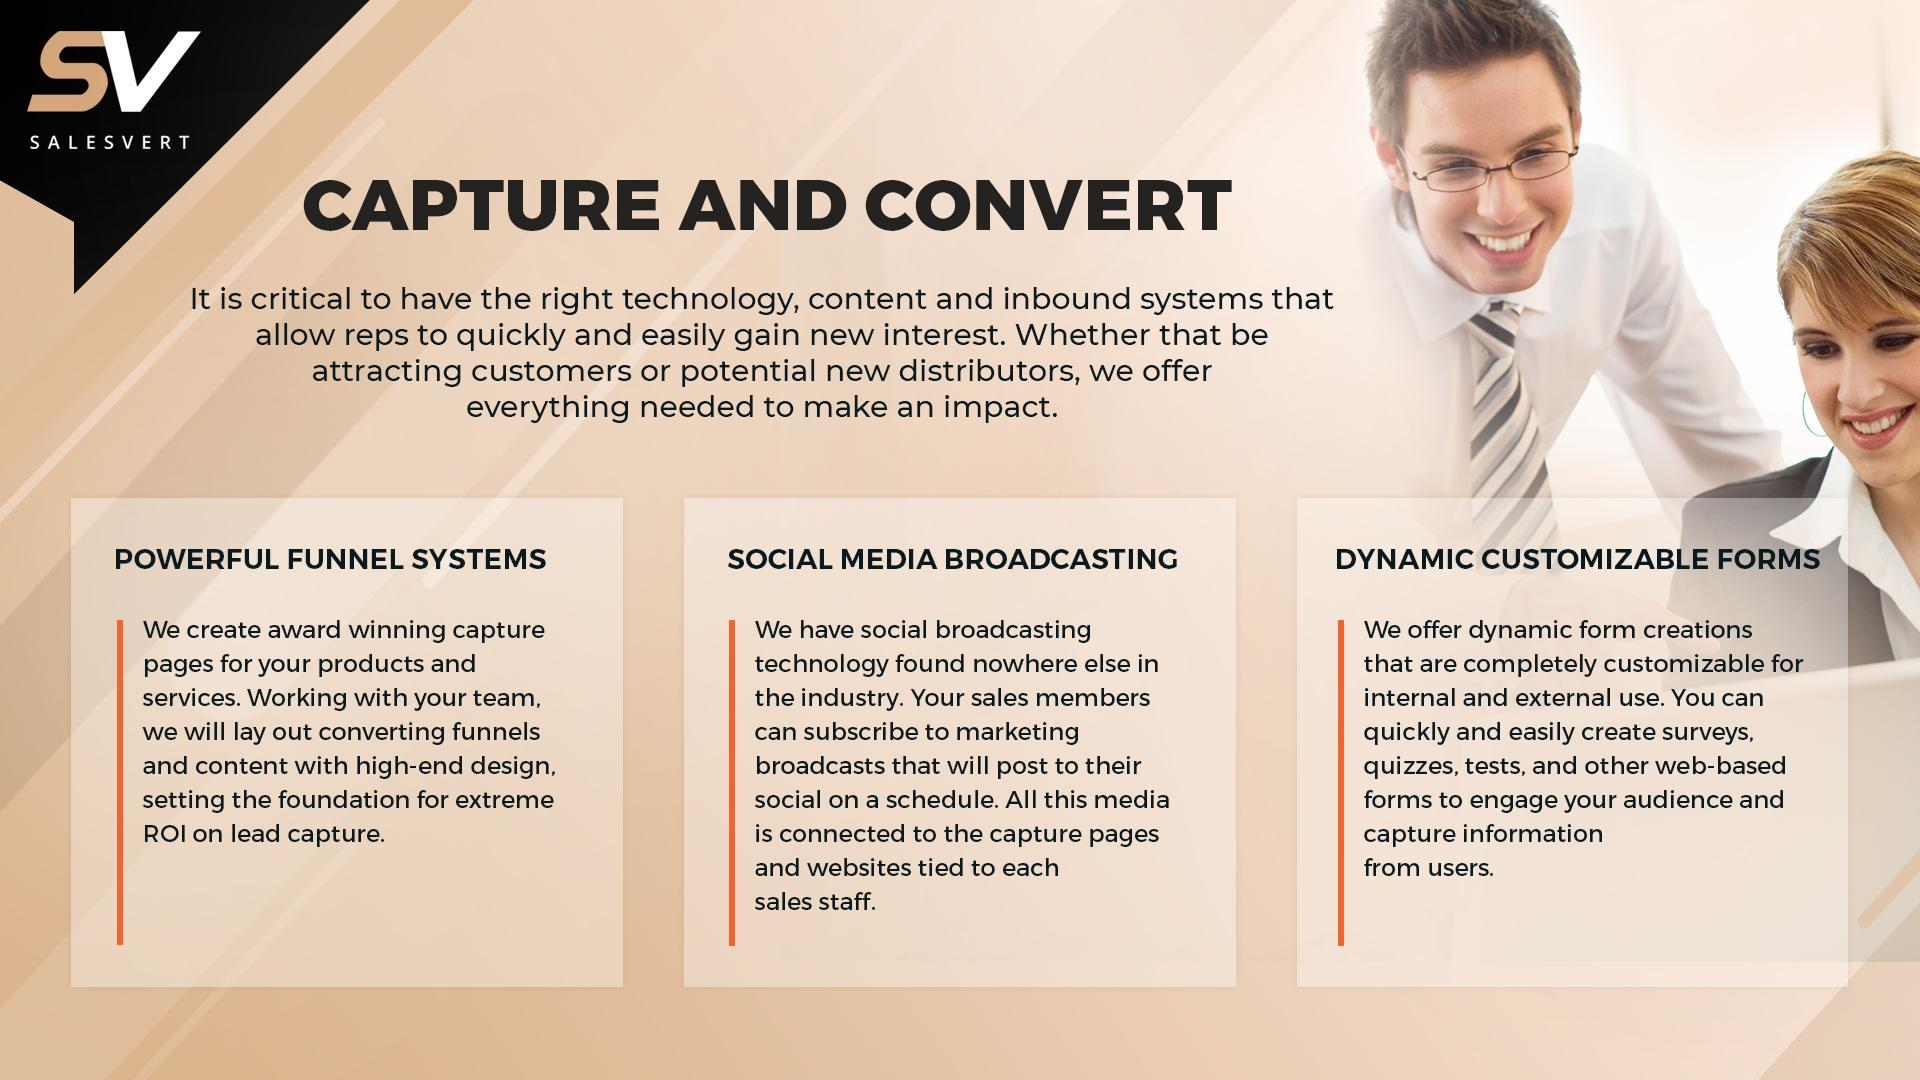 SV
SALESVERT
CAPTURE AND CONVERT
It is critical to have the right technology, content and inbound systems that
allow reps to quickly and easily gain new interest. Whether that be
attracting customers or potential new distributors, we offer
everything needed to make an impact.
POWERFUL FUNNEL SYSTEMS
We create award winning capture
pages for your products and
services. Working with your team,
we will lay out converting funnels
and content with high-end design,
setting the foundation for extreme
ROI on lead capture.
SOCIAL MEDIA BROADCASTING
We have social broadcasting
technology found nowhere else in
the industry. Your sales members
can subscribe to marketing
broadcasts that will post to their
social on a schedule. All this media
is connected to the capture pages
and websites tied to each
sales staff.
DYNAMIC CUSTOMIZABLE FORMS
We offer dynamic form creations
that are completely customizable for
internal and external use. You can
quickly and easily create surveys,
quizzes, tests, and other web-based
forms to engage your audience and
capture information
from users.